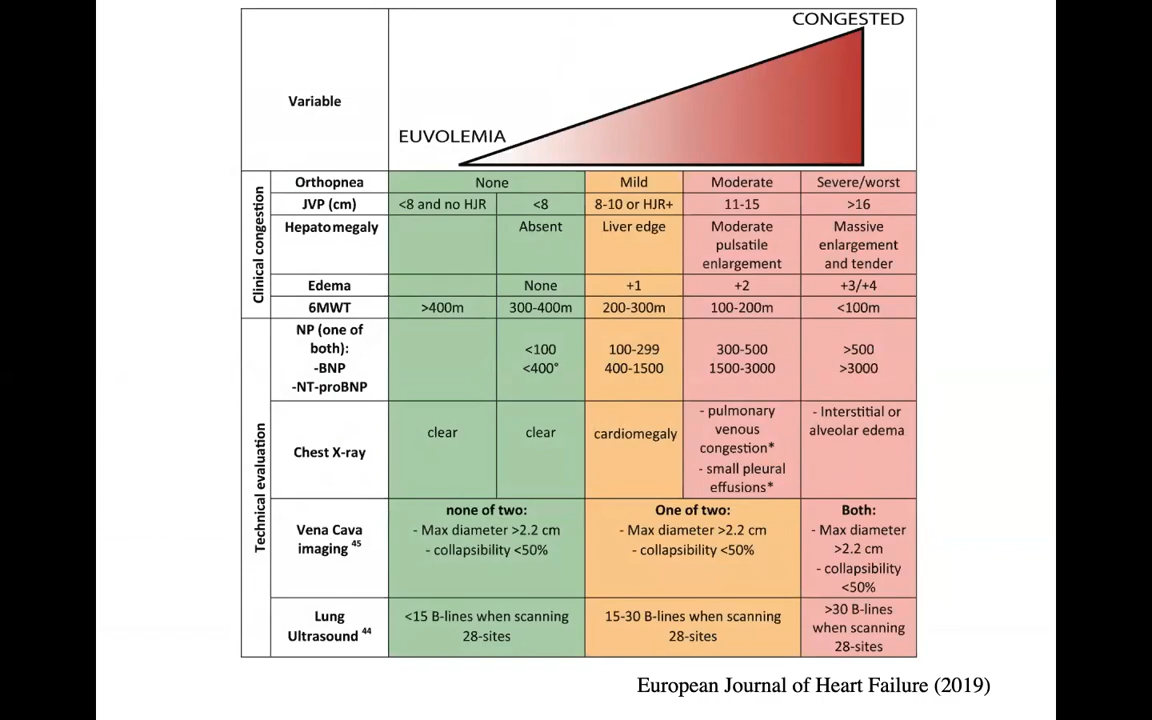 CONGESTED
Variable
EUVOLEMIA
Clinical congestion
Orthopnea
None
Mild
Moderate
Severe/worst
JVP (cm)
<8 and no HJR
<8
8-10 or HJR+
11-15
>16
Hepatomegaly
Absent
Liver edge
Moderate
pulsatile
enlargement
Massive
enlargement
and tender
Edema
None
+1
+2
+3/+4
6MWT
>400m
300-400m
200-300m
100-200m
<100m
Technical evaluation
NP (one of
both):
-BNP
-NT-proBNP
<100
<400°
100-299
400-1500
300-500
1500-3000
>500
>3000
Chest X-ray
clear
clear
cardiomegaly
- pulmonary
venous
congestion*
- small pleural
effusions*
- Interstitial or
alveolar edema
Vena Cava
imaging 45
none of two:
- Max diameter >2.2 cm
- collapsibility <50%
One of two:
- Max diameter >2.2 cm
- collapsibility <50%
Both:
- Max diameter
>2.2 cm
- collapsibility
<50%
Lung
Ultrasound 44
<15 B-lines when scanning
28-sites
15-30 B-lines when scanning
28-sites
>30 B-lines
when scanning
28-sites
European Journal of Heart Failure (2019)